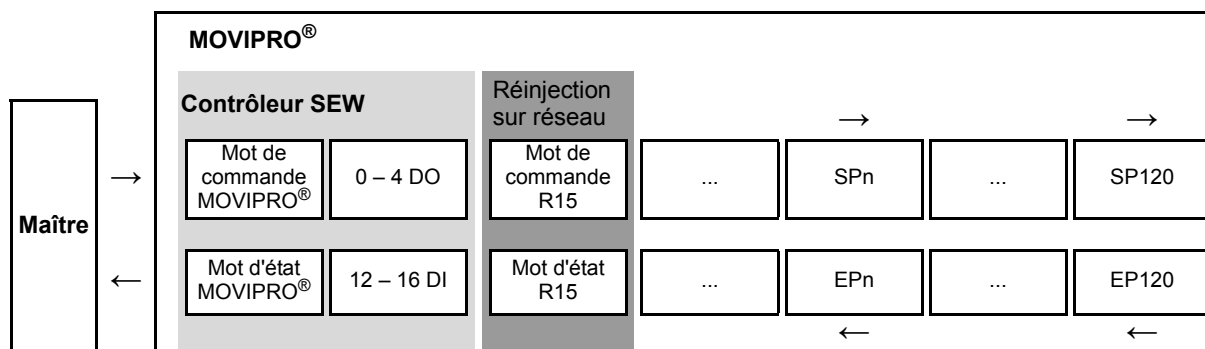 MOVIPRO®
Contrôleur SEW
Réinjection
sur réseau
→ →
Maître
→
Mot de
commande
MOVIPRO®
0 – 4 DO
Mot de
commande
R15
...
SPn
...
SP120
←
Mot d'état
MOVIPRO®
12 – 16 DI
Mot d'état
R15
...
EPn
...
EP120
← ←